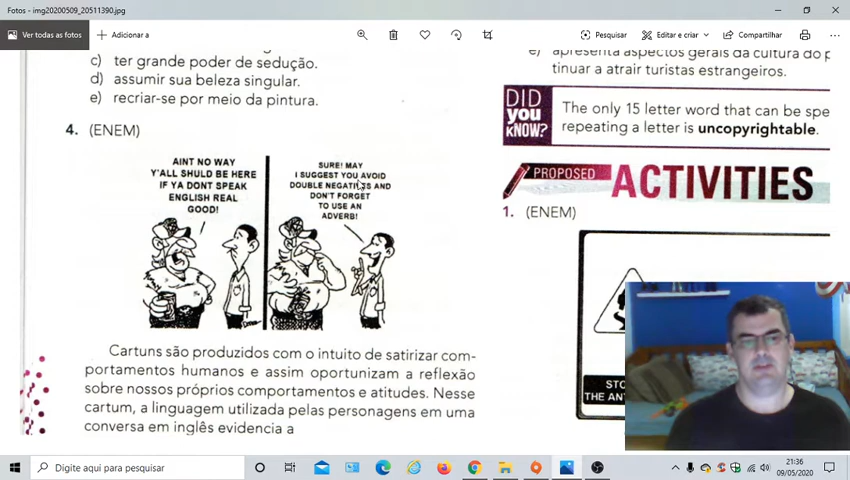 Fotos - img20200509_20511390.jpg
Ver todas as fotos
Adicionar a
Pesquisar
Editar e criar
Compartilhar
c) ter grande poder de sedução.
d) assumir sua beleza singular.
e) recriar-se por meio da pintura.
4. (ENEM)
AINT NO WAY
Y'ALL SHULD BE HERE
IF YA DONT SPEAK
ENGLISH REAL
GOOD!
SURE! MAY
I SUGGEST YOU AVOID
DOUBLE NEGATIVES AND
DON'T FORGET
TO USE AN
ADVERB!
Cartuns são produzidos com o intuito de satirizar com-
portamentos humanos e assim oportunizam a reflexão
sobre nossos próprios comportamentos e atitudes. Nesse
cartum, a linguagem utilizada pelas personagens em uma
conversa em inglês evidencia a
e) apresenta aspectos gerais da cultura do p
tinuar a atrair turistas estrangeiros.
DID
you
KNOW?
The only 15 letter word that can be spe
repeating a letter is uncopyrightable.
PROPOSED ACTIVITIES
1. (ENEM)
STO
THE ANT
Digite aqui para pesquisar
21:36
09/05/2020